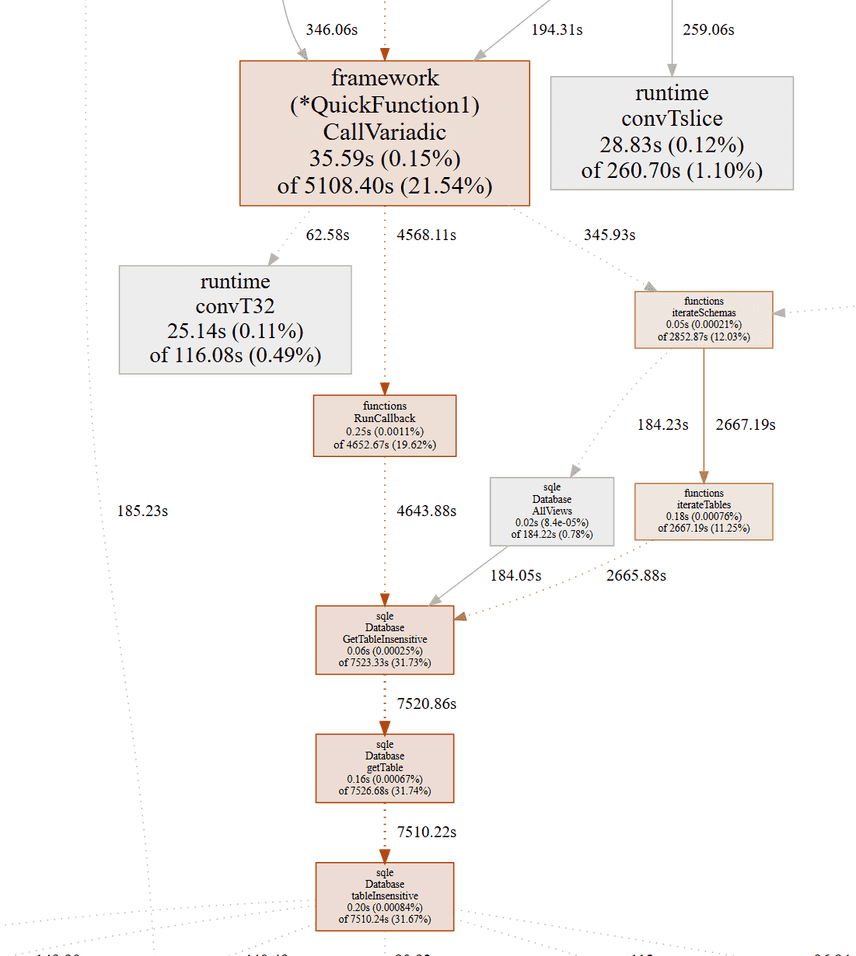 346.06s
194.31s
259.06s
framework
(*QuickFunction1)
CallVariadic
35.59s (0.15%)
of 5108.40s (21.54%)
runtime
convTslice
28.83s (0.12%)
of 260.70s (1.10%)
62.58s
4568.11s
345.93s
runtime
convT32
25.14s (0.11%)
of 116.08s (0.49%)
functions
iterateSchemas
0.05s (0.00021%)
of 2852.87s (12.03%)
functions
RunCallback
0.25s (0.0011%)
of 4652.67s (19.62%)
184.23s
2667.19s
185.23s
4643.88s
sqle
Database
AllViews
0.02s (8.4e-05%)
of 184.22s (0.78%)
functions
iterateTables
0.18s (0.00076%)
of 2667.19s (11.25%)
184.05s
2665.88s
sqle
Database
GetTableInsensitive
0.06s (0.00025%)
of 7523.33s (31.73%)
7520.86s
sqle
Database
getTable
0.16s (0.00067%)
of 7526.68s (31.74%)
7510.22s
sqle
Database
tableInsensitive
0.20s (0.00084%)
of 7510.24s (31.67%)